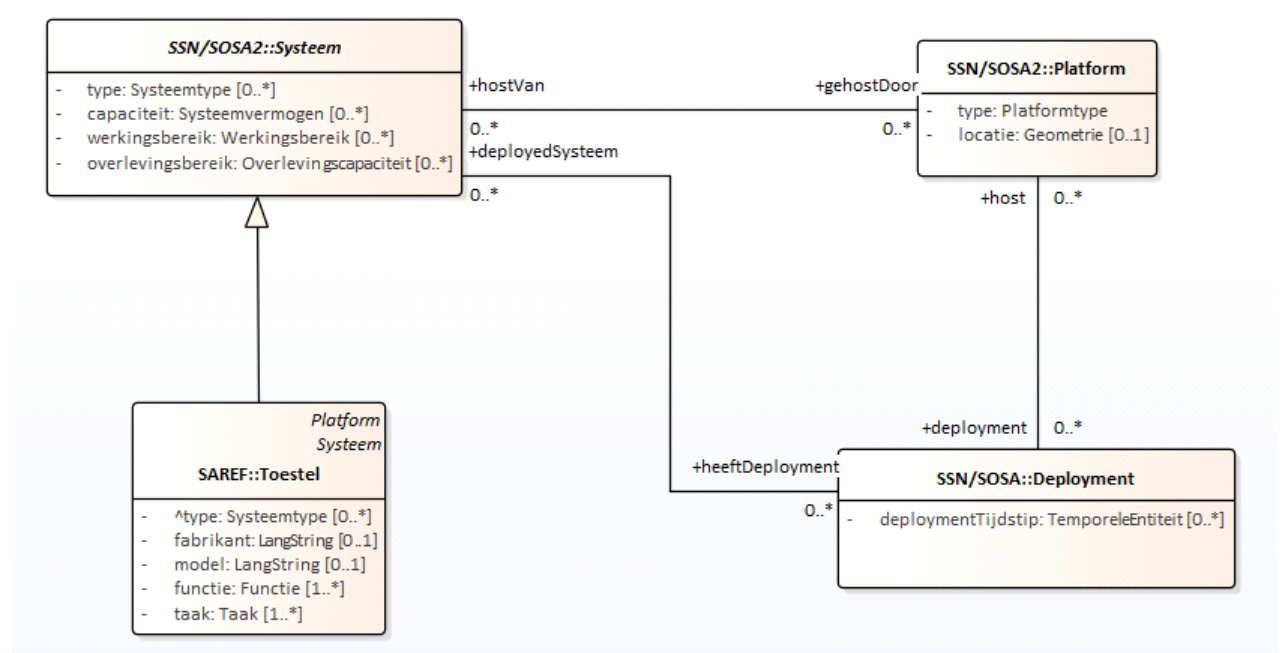 SSN/SOSA2::Systeem
- type: Systeemtype [0..*]
- capaciteit: Systeemvermogen [0..*]
- werkingsbereik: Werkingsbereik [0..*]
- overlevingsbereik: Overlevingscapaciteit [0..*]
+hostVan
0..*
+gehostDoor
0..*
SSN/SOSA2::Platform
- type: Platformtype
- locatie: Geometrie [0..1]
+deployedSysteem
0..*
+host 0..*
Platform
Systeem
SAREF::Toestel
- ^type: Systeemtype [0..*]
- fabrikant: LangString [0..1]
- model: LangString [0..1]
- functie: Functie [1..*]
- taak: Taak [1..*]
+deployment 0..*
+heeftDeployment
0..*
SSN/SOSA::Deployment
- deploymentTijdstip: TemporeleEntiteit [0..*]